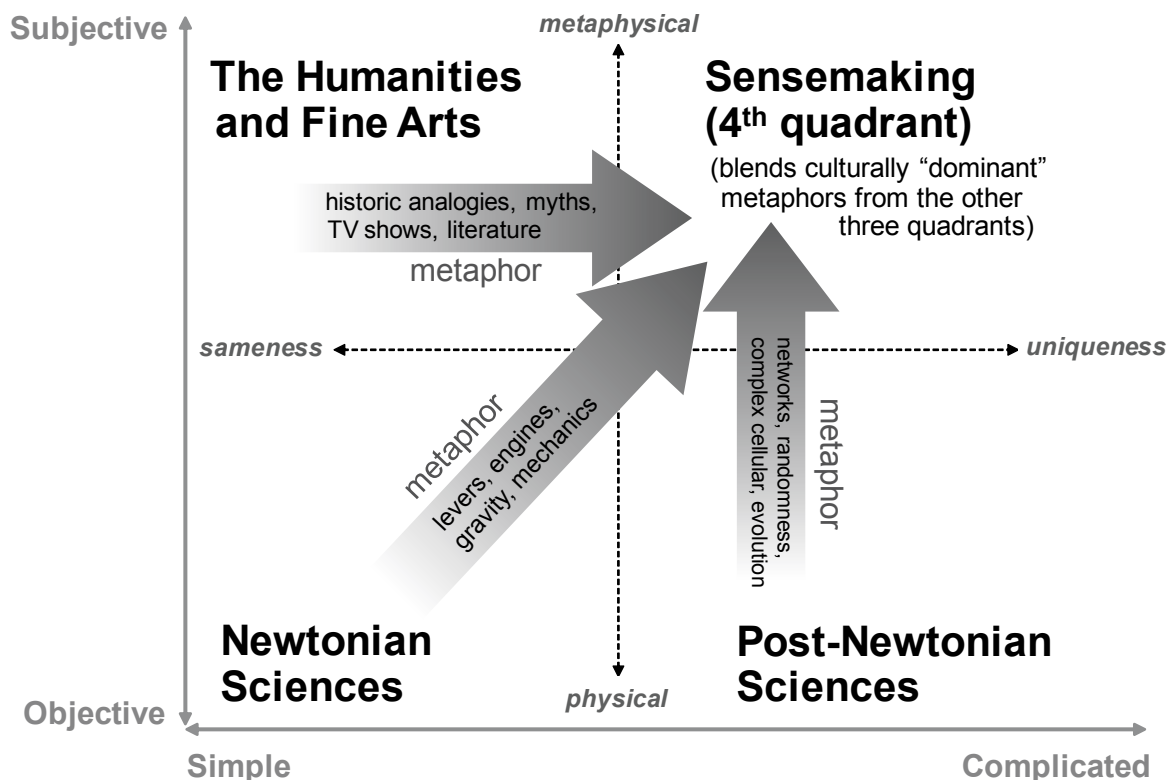 Subjective
metaphysical
The Humanities
and Fine Arts
Sensemaking
(4th quadrant)
(blends culturally “dominant”
metaphors from the other
three quadrants)
historic analogies, myths,
TV shows, literature
metaphor
sameness
uniqueness
metaphor
levers, engines,
gravity, mechanics
networks, randomness,
complex cellular, evolution
metaphor
Newtonian
Sciences
Post-Newtonian
Sciences
physical
Objective
Simple
Complicated